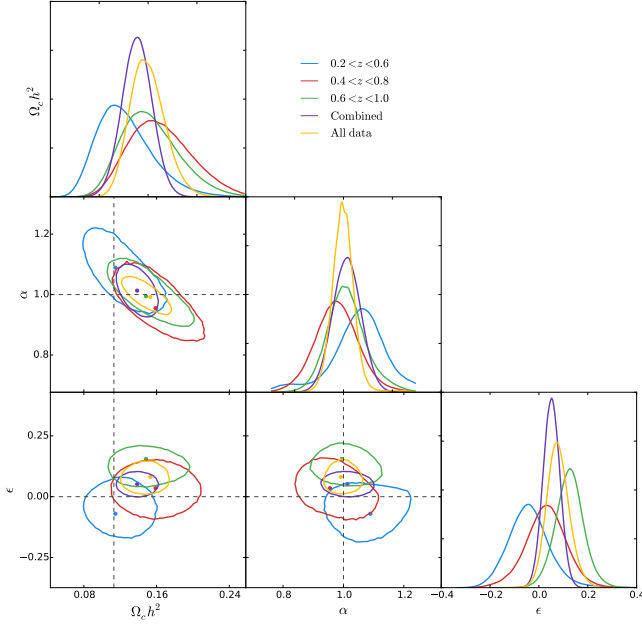 Ω_c h²
0.2 < z < 0.6
0.4 < z < 0.8
0.6 < z < 1.0
Combined
All data
α
1.2
1.0
0.8
ϵ
0.25
0.00
−0.25
0.08 0.16 0.24
0.8 1.0 1.2
−0.4 −0.2 0.0 0.2 0.4
Ω_c h² α ϵ